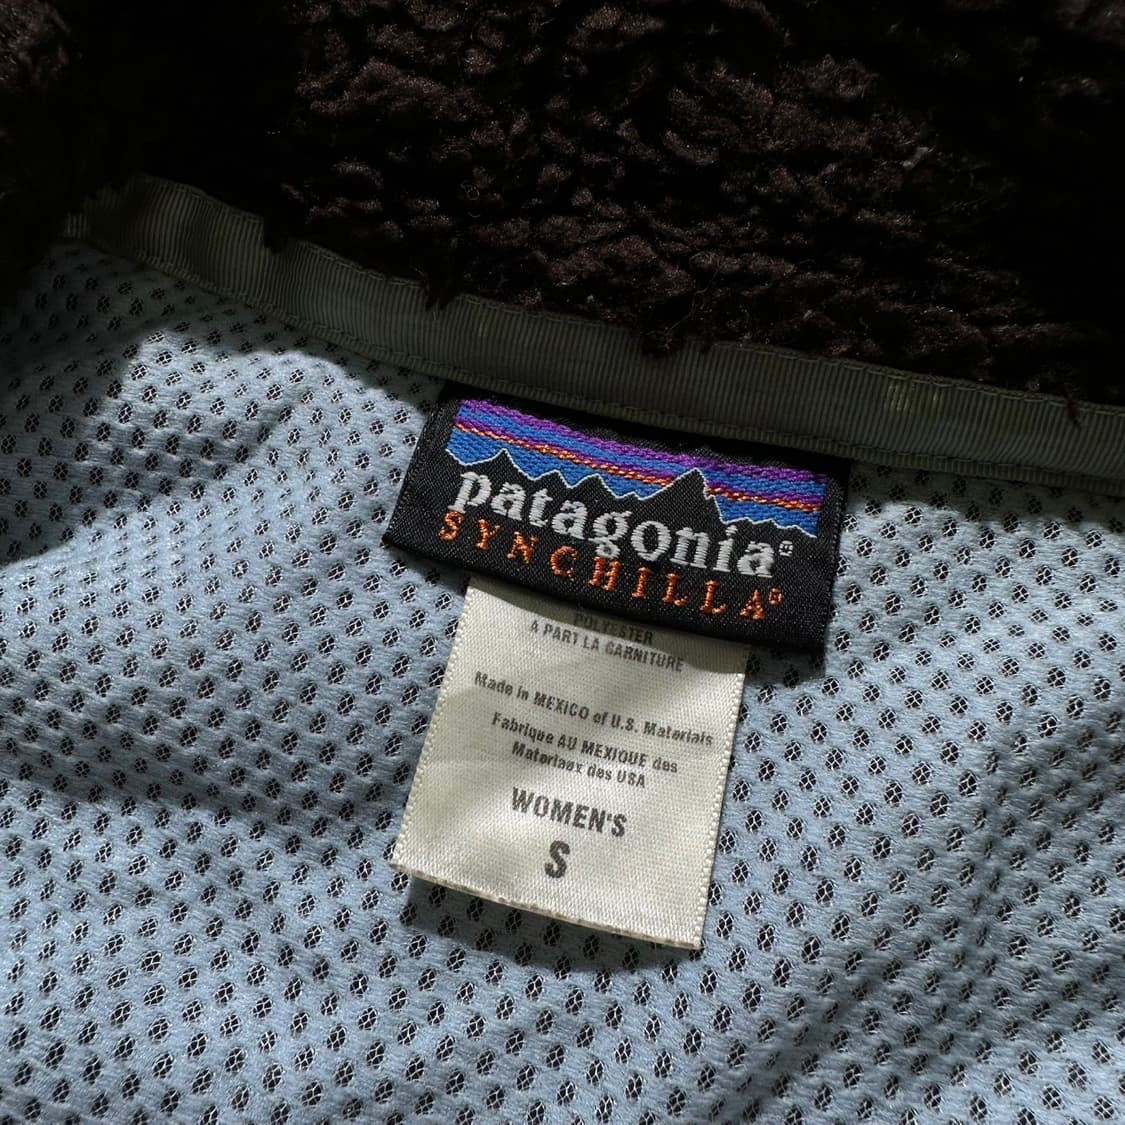 patagonia®
SYNCHILLA®
POLYESTER
A PART LA GARNITURE
Made in MEXICO of U.S. Materials
Fabrique AU MEXIQUE des
Materiaux des USA
WOMEN'S
S